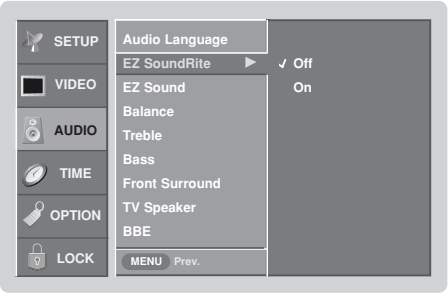 SETUP
VIDEO
AUDIO
TIME
OPTION
LOCK
Audio Language
EZ SoundRite
EZ Sound
Balance
Treble
Bass
Front Surround
TV Speaker
BBE
MENU Prev.
✓ Off
On